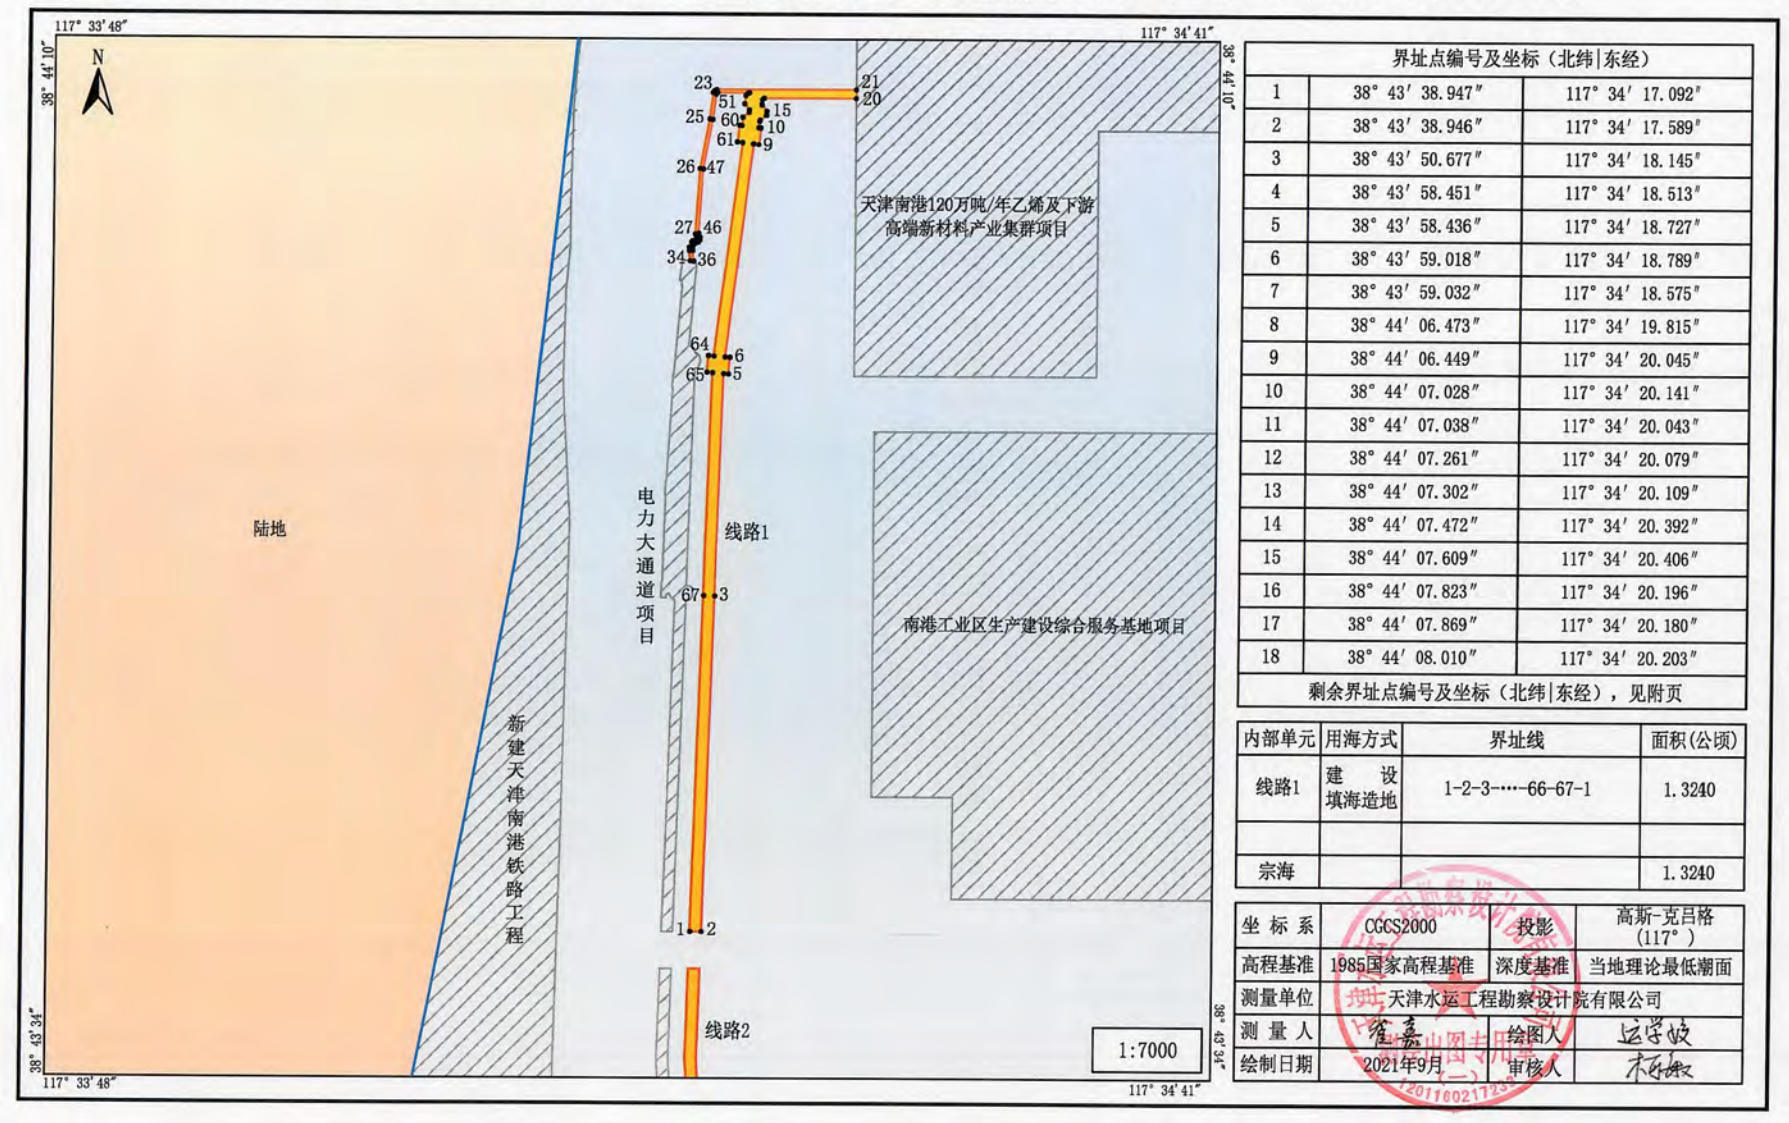 117° 33′48″
117° 34′41″
38° 44′10″
38° 44′10″
N
23
21
51
20
15
25
60
10
61
9
26
47
天津南港120万吨/年乙烯及下游
高端新材料产业集群项目
27
46
34
36
64
6
65
5
电力大通道项目
线路1
陆地
67
3
南港工业区生产建设综合服务基地项目
新建天津南港铁路工程
1
2
线路2
1:7000
38° 43′34″
38° 43′34″
117° 33′48″
117° 34′41″
界址点编号及坐标（北纬|东经）
1 38° 43′ 38.947″ 117° 34′ 17.092″
2 38° 43′ 38.946″ 117° 34′ 17.589″
3 38° 43′ 50.677″ 117° 34′ 18.145″
4 38° 43′ 58.451″ 117° 34′ 18.513″
5 38° 43′ 58.436″ 117° 34′ 18.727″
6 38° 43′ 59.018″ 117° 34′ 18.789″
7 38° 43′ 59.032″ 117° 34′ 18.575″
8 38° 44′ 06.473″ 117° 34′ 19.815″
9 38° 44′ 06.449″ 117° 34′ 20.045″
10 38° 44′ 07.028″ 117° 34′ 20.141″
11 38° 44′ 07.038″ 117° 34′ 20.043″
12 38° 44′ 07.261″ 117° 34′ 20.079″
13 38° 44′ 07.302″ 117° 34′ 20.109″
14 38° 44′ 07.472″ 117° 34′ 20.392″
15 38° 44′ 07.609″ 117° 34′ 20.406″
16 38° 44′ 07.823″ 117° 34′ 20.196″
17 38° 44′ 07.869″ 117° 34′ 20.180″
18 38° 44′ 08.010″ 117° 34′ 20.203″
剩余界址点编号及坐标（北纬|东经），见附页
内部单元 用海方式 界址线 面积(公顷)
线路1 建设填海造地 1-2-3-…-66-67-1 1.3240
宗海 1.3240
坐标系 CGCS2000 投影 高斯-克吕格(117°)
高程基准 1985国家高程基准 深度基准 当地理论最低潮面
测量单位 天津水运工程勘察设计院有限公司
测量人 崔嘉 绘图人
绘制日期 2021年9月 审核人